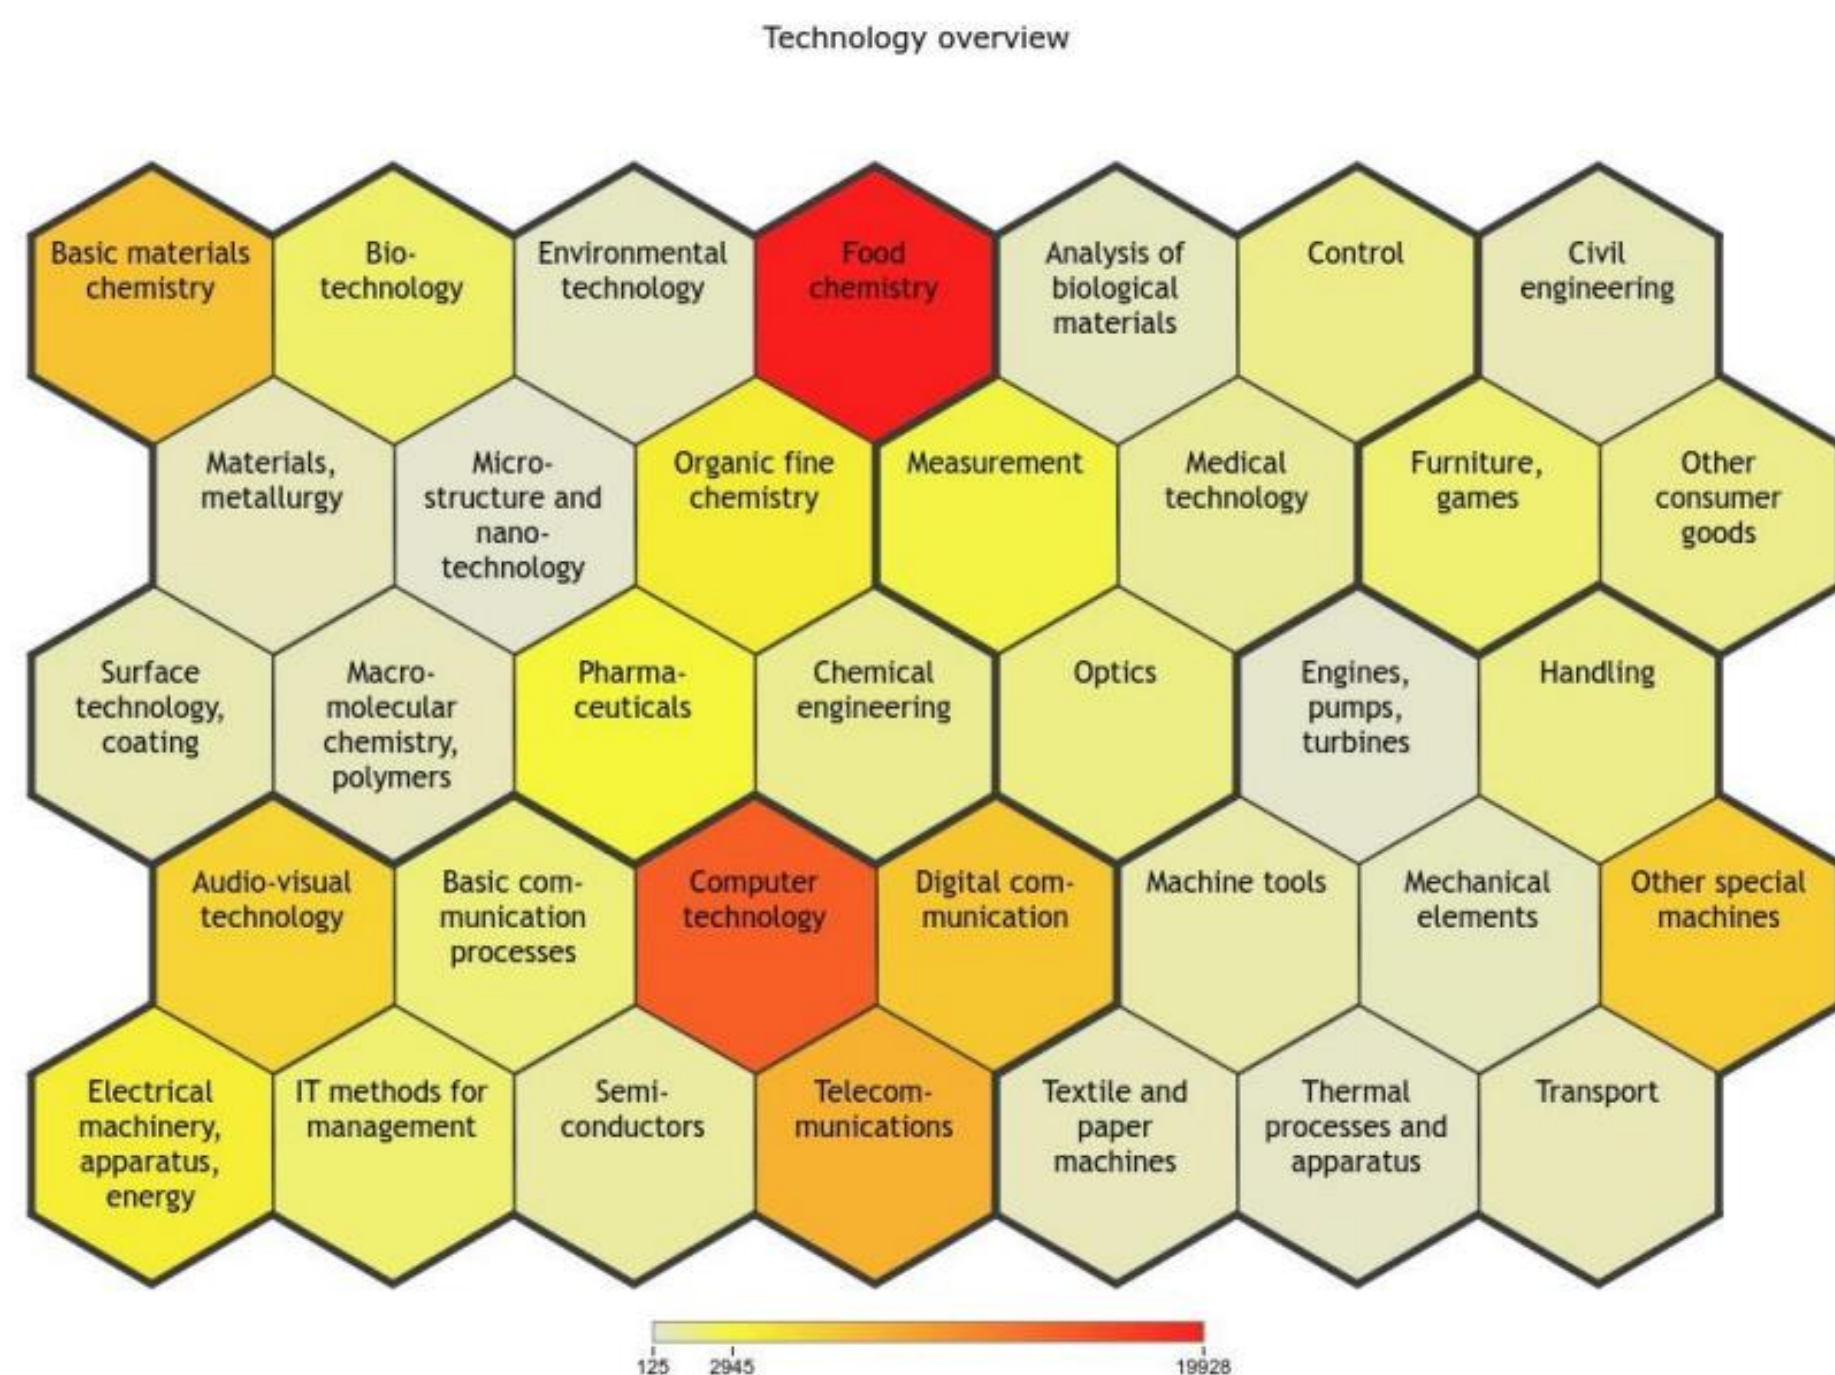 Technology overview
Basic materials
chemistry
Bio-
technology
Environmental
technology
Food
chemistry
Analysis of
biological
materials
Control
Civil
engineering
Materials,
metallurgy
Micro-
structure and
nano-
technology
Organic fine
chemistry
Measurement
Medical
technology
Furniture,
games
Other
consumer
goods
Surface
technology,
coating
Macro-
molecular
chemistry,
polymers
Pharma-
ceuticals
Chemical
engineering
Optics
Engines,
pumps,
turbines
Handling
Audio-visual
technology
Basic com-
munication
processes
Computer
technology
Digital com-
munication
Machine tools
Mechanical
elements
Other special
machines
Electrical
machinery,
apparatus,
energy
IT methods for
management
Semi-
conductors
Telecom-
munications
Textile and
paper
machines
Thermal
processes and
apparatus
Transport
125 2945 19928